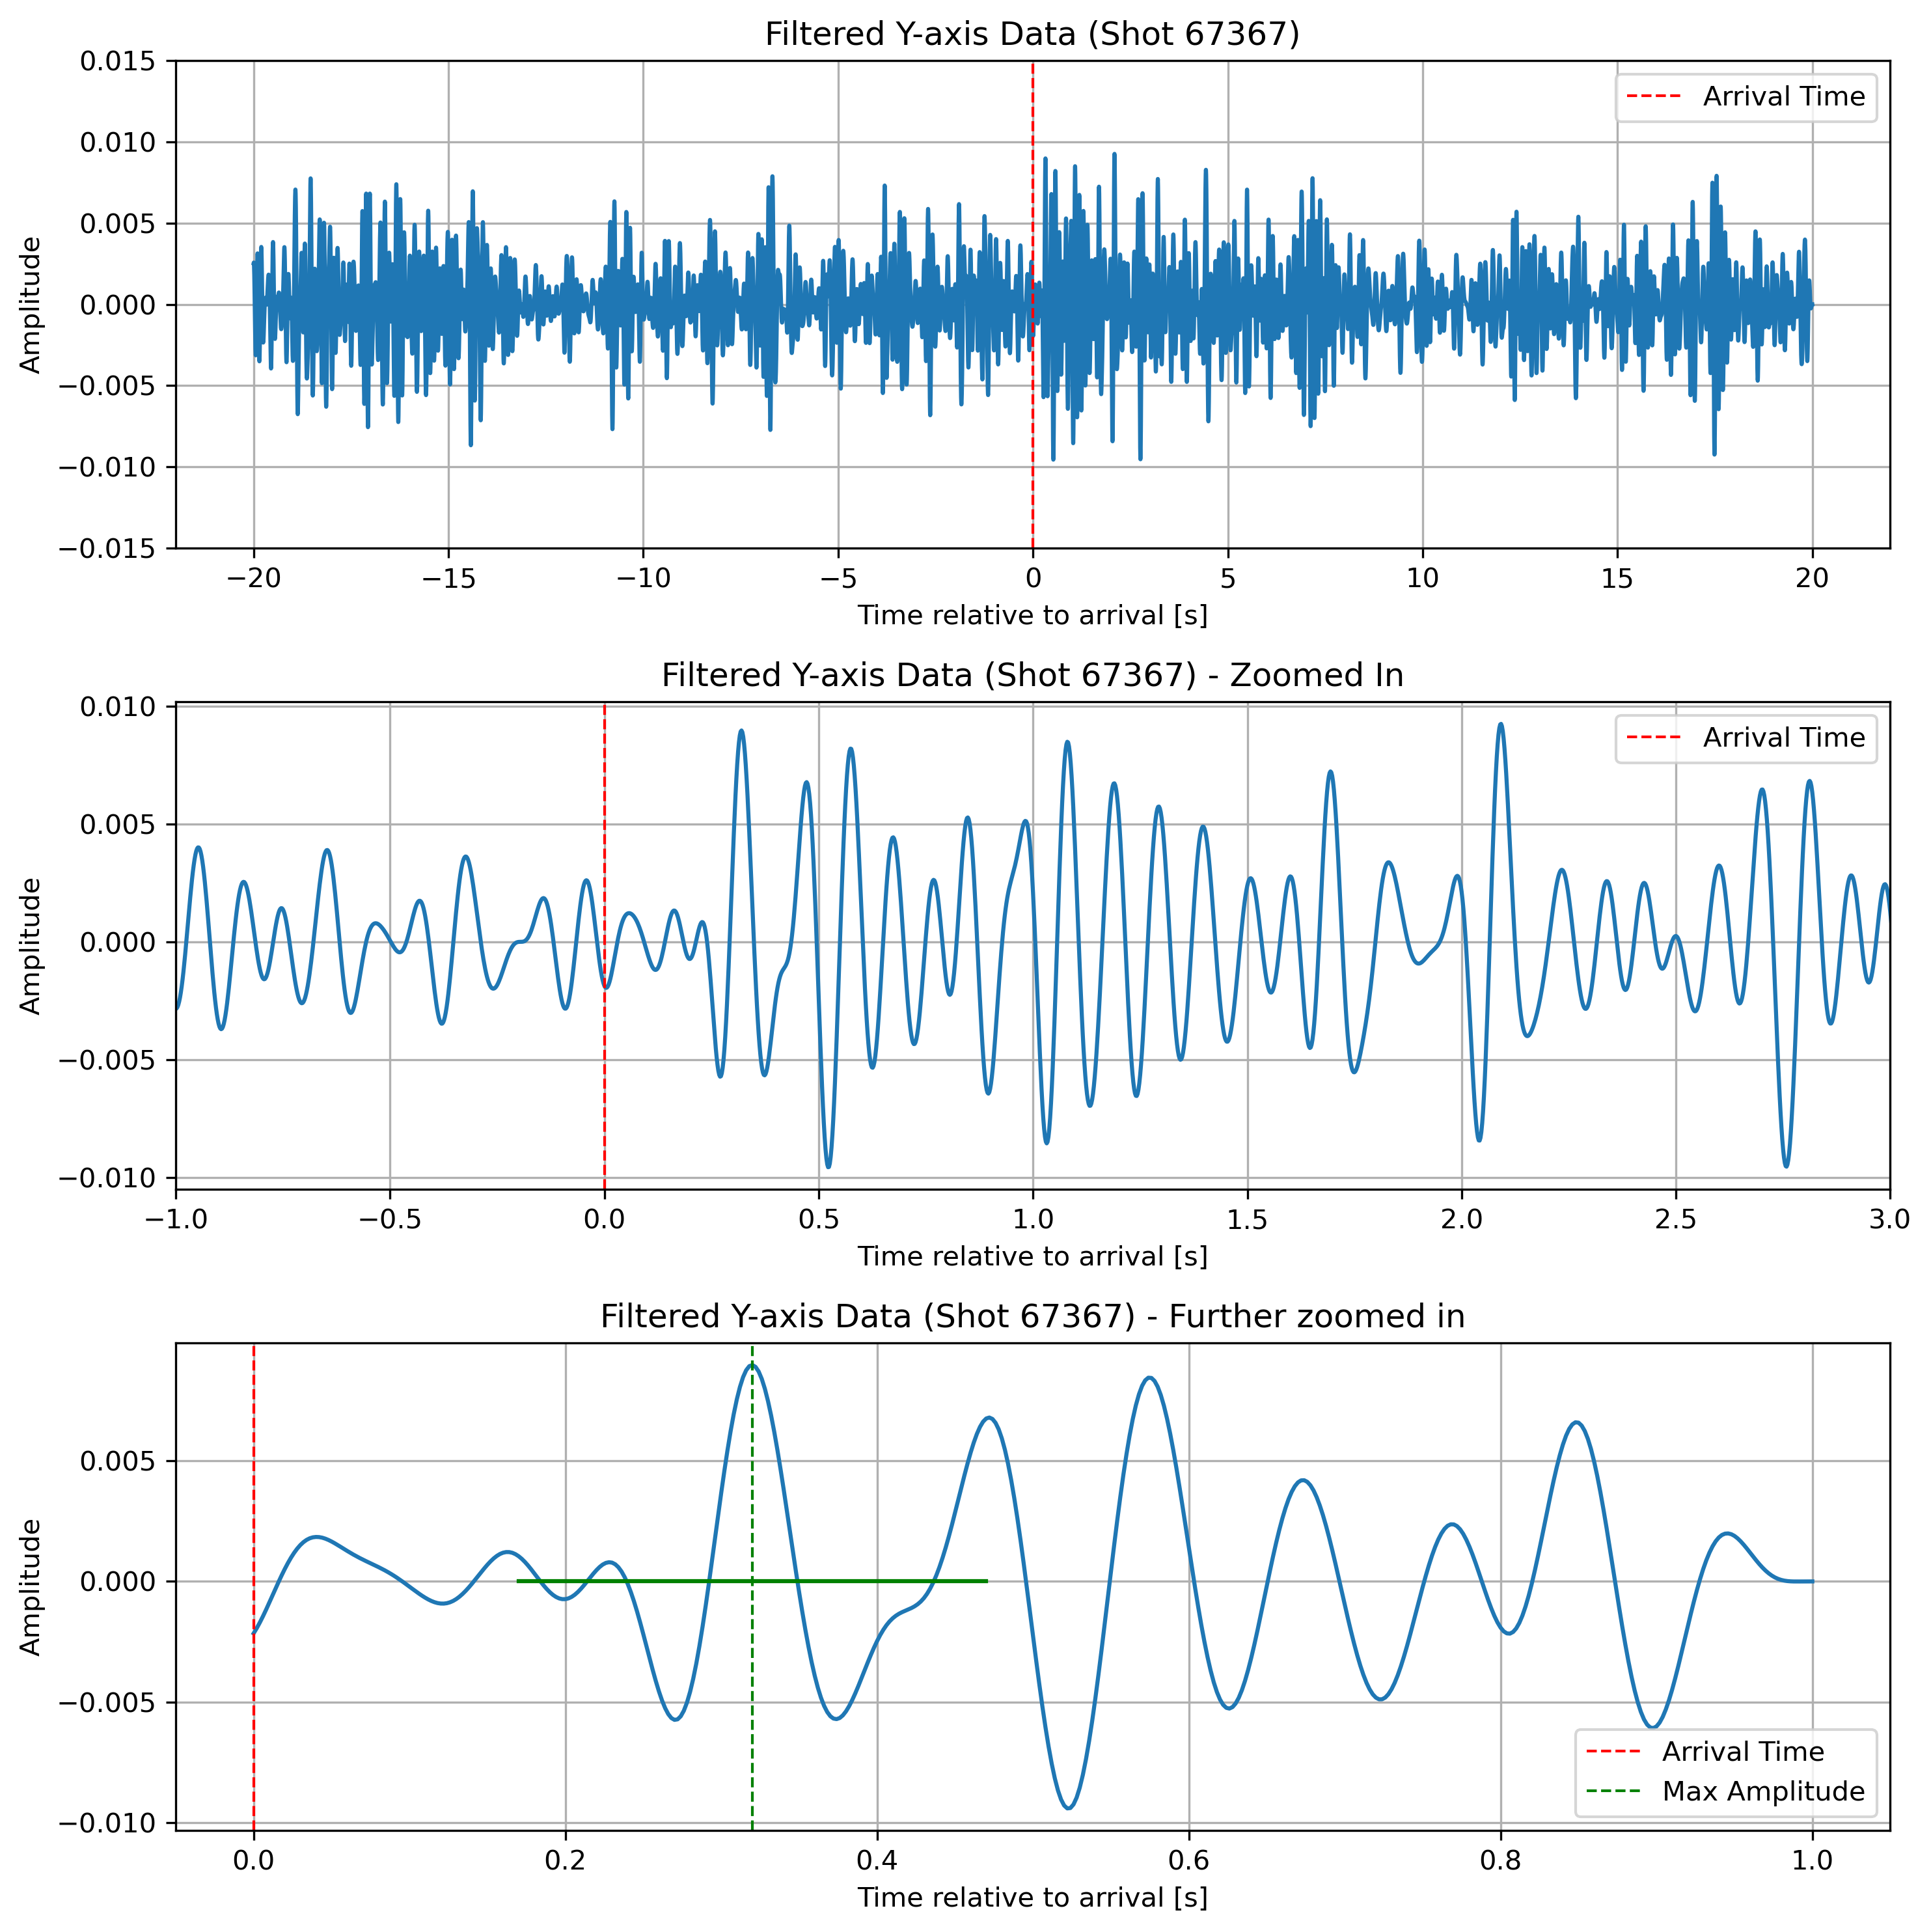 Filtered Y-axis Data (Shot 67367)
0.015
0.010
0.005
0.000
−0.005
−0.010
−0.015
Amplitude
Arrival Time
−20 −15 −10 −5 0 5 10 15 20
Time relative to arrival [s]
Filtered Y-axis Data (Shot 67367) - Zoomed In
0.010
0.005
0.000
−0.005
−0.010
Amplitude
Arrival Time
−1.0 −0.5 0.0 0.5 1.0 1.5 2.0 2.5 3.0
Time relative to arrival [s]
Filtered Y-axis Data (Shot 67367) - Further zoomed in
0.005
0.000
−0.005
−0.010
Amplitude
Arrival Time
Max Amplitude
0.0 0.2 0.4 0.6 0.8 1.0
Time relative to arrival [s]